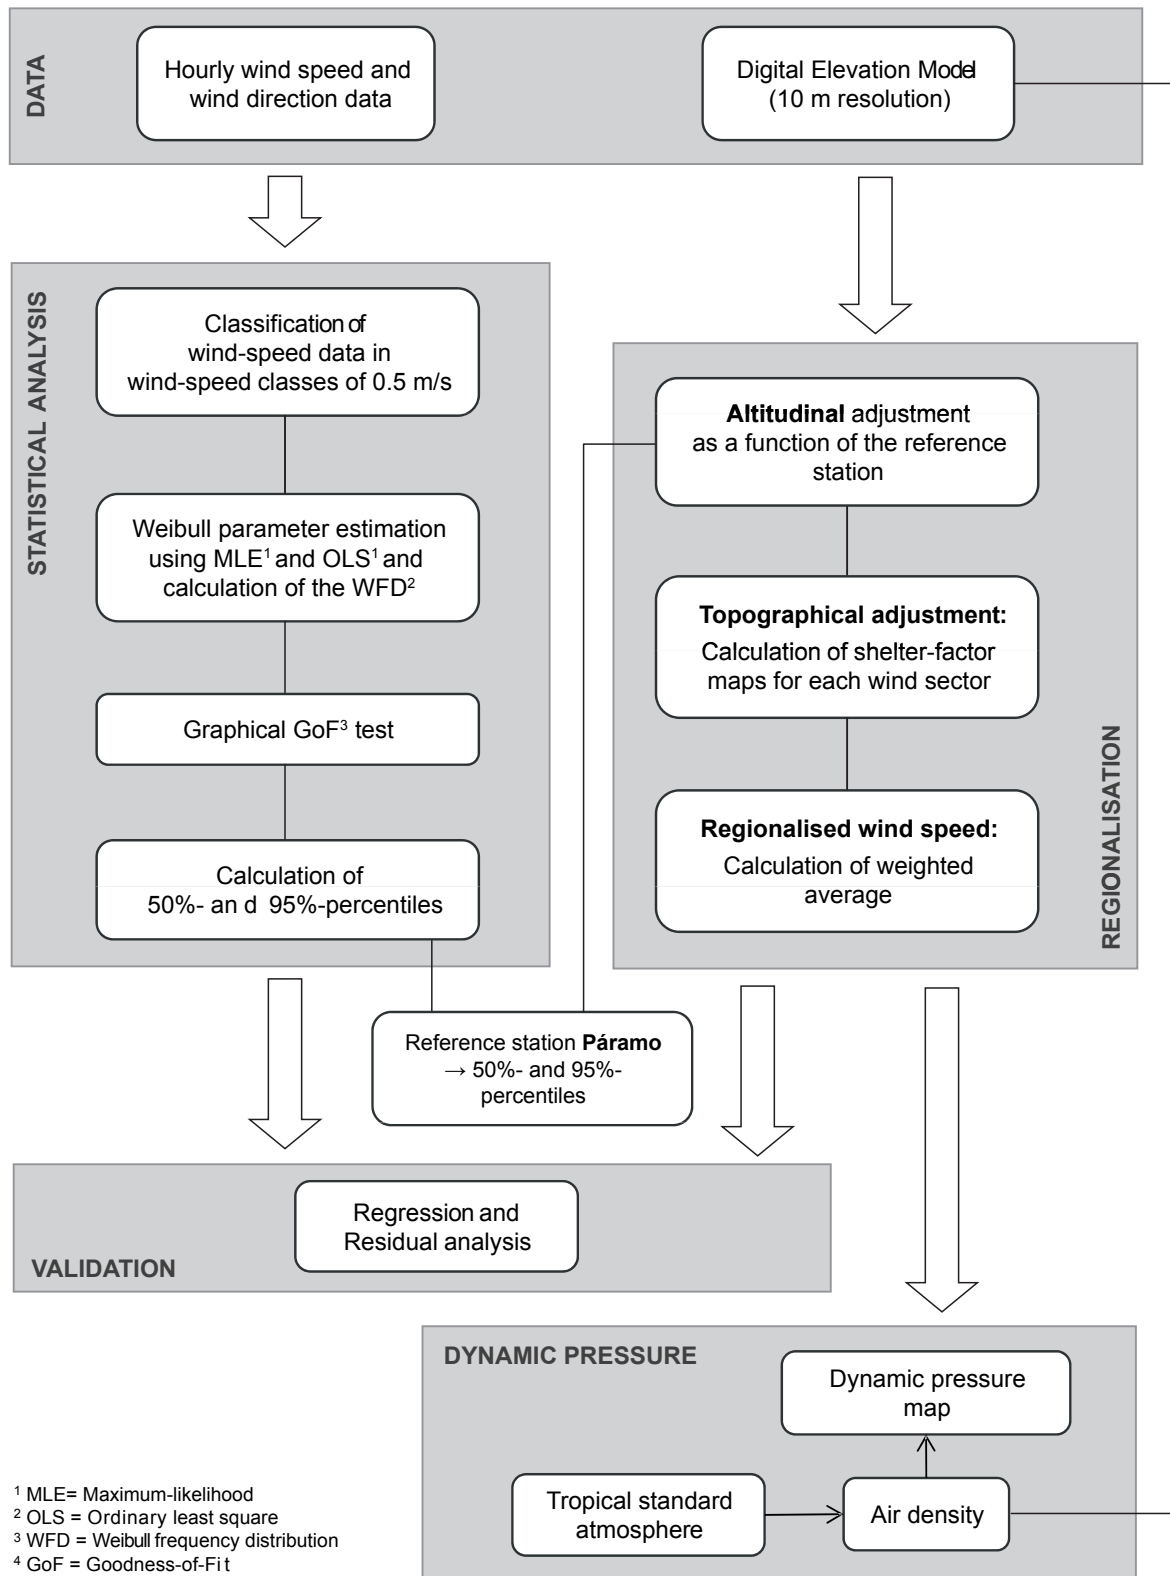 DATA
Hourly wind speed and
wind direction data
Digital Elevation Model
(10 m resolution)
STATISTICAL ANALYSIS
Classification of
wind-speed data in
wind-speed classes of 0.5 m/s
Weibull parameter estimation
using MLE¹ and OLS¹ and
calculation of the WFD²
Graphical GoF³ test
Calculation of
50%- an d 95%-percentiles
REGIONALISATION
Altitudinal adjustment
as a function of the reference
station
Topographical adjustment:
Calculation of shelter-factor
maps for each wind sector
Regionalised wind speed:
Calculation of weighted
average
Reference station Páramo
→ 50%- and 95%-
percentiles
VALIDATION
Regression and
Residual analysis
DYNAMIC PRESSURE
Dynamic pressure
map
Tropical standard
atmosphere
Air density
¹ MLE= Maximum-likelihood
² OLS = Ordinary least square
³ WFD = Weibull frequency distribution
⁴ GoF = Goodness-of-Fi t